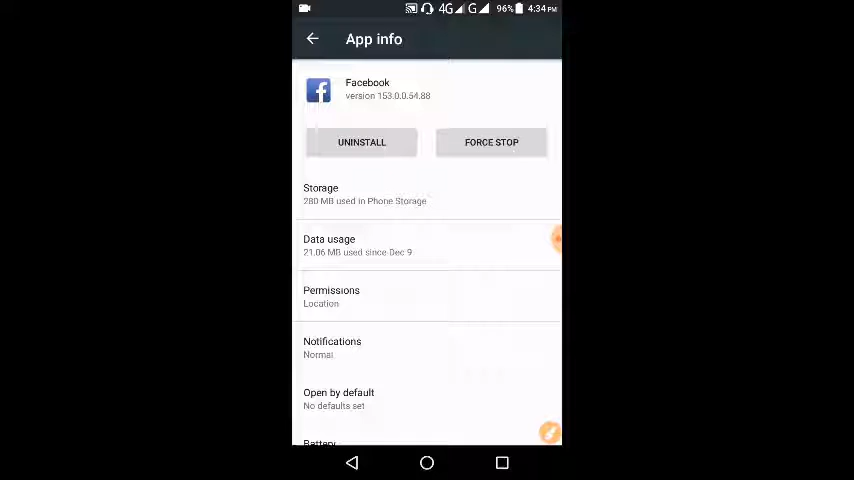 4G G 96% 4:34 PM
App info
Facebook
version 153.0.0.54.88
UNINSTALL FORCE STOP
Storage
280 MB used in Phone Storage
Data usage
21.06 MB used since Dec 9
Permissions
Location
Notifications
Normal
Open by default
No defaults set
Battery